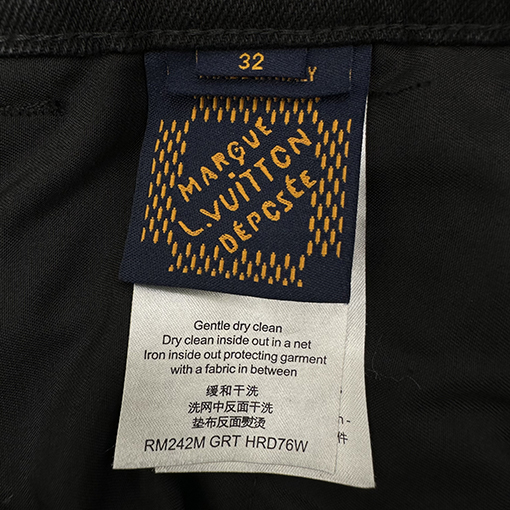 32
Y
MARQUE
L.VUITTON
DÉPOSÉE
Gentle dry clean
Dry clean inside out in a net
Iron inside out protecting garment
with a fabric in between
缓和干洗
洗网中反面干洗
垫布反面熨烫
件
RM242M GRT HRD76W